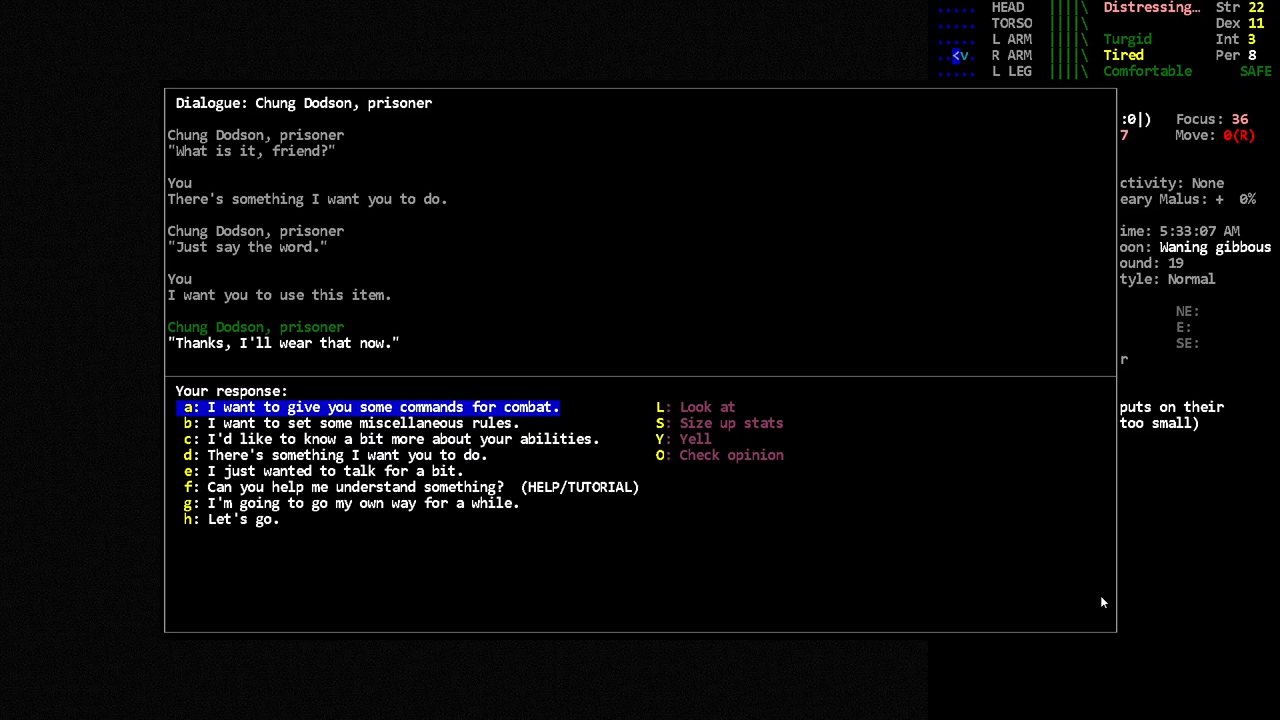 HEAD ||||\ Distressing… Str 22
TORSO ||||\ Dex 11
L ARM ||||\ Turgid Int 3
<v R ARM ||||\ Tired Per 8
L LEG ||||\ Comfortable SAFE
Dialogue: Chung Dodson, prisoner
Chung Dodson, prisoner
"What is it, friend?"
You
There's something I want you to do.
Chung Dodson, prisoner
"Just say the word."
You
I want you to use this item.
Chung Dodson, prisoner
"Thanks, I'll wear that now."
Your response:
a: I want to give you some commands for combat.
b: I want to set some miscellaneous rules.
c: I'd like to know a bit more about your abilities.
d: There's something I want you to do.
e: I just wanted to talk for a bit.
f: Can you help me understand something? (HELP/TUTORIAL)
g: I'm going to go my own way for a while.
h: Let's go.
L: Look at
S: Size up stats
Y: Yell
O: Check opinion
:0|) Focus: 36
7 Move: 0(R)
ctivity: None
eary Malus: + 0%
ime: 5:33:07 AM
oon: Waning gibbous
ound: 19
tyle: Normal
NE:
E:
SE:
r
puts on their
too small)